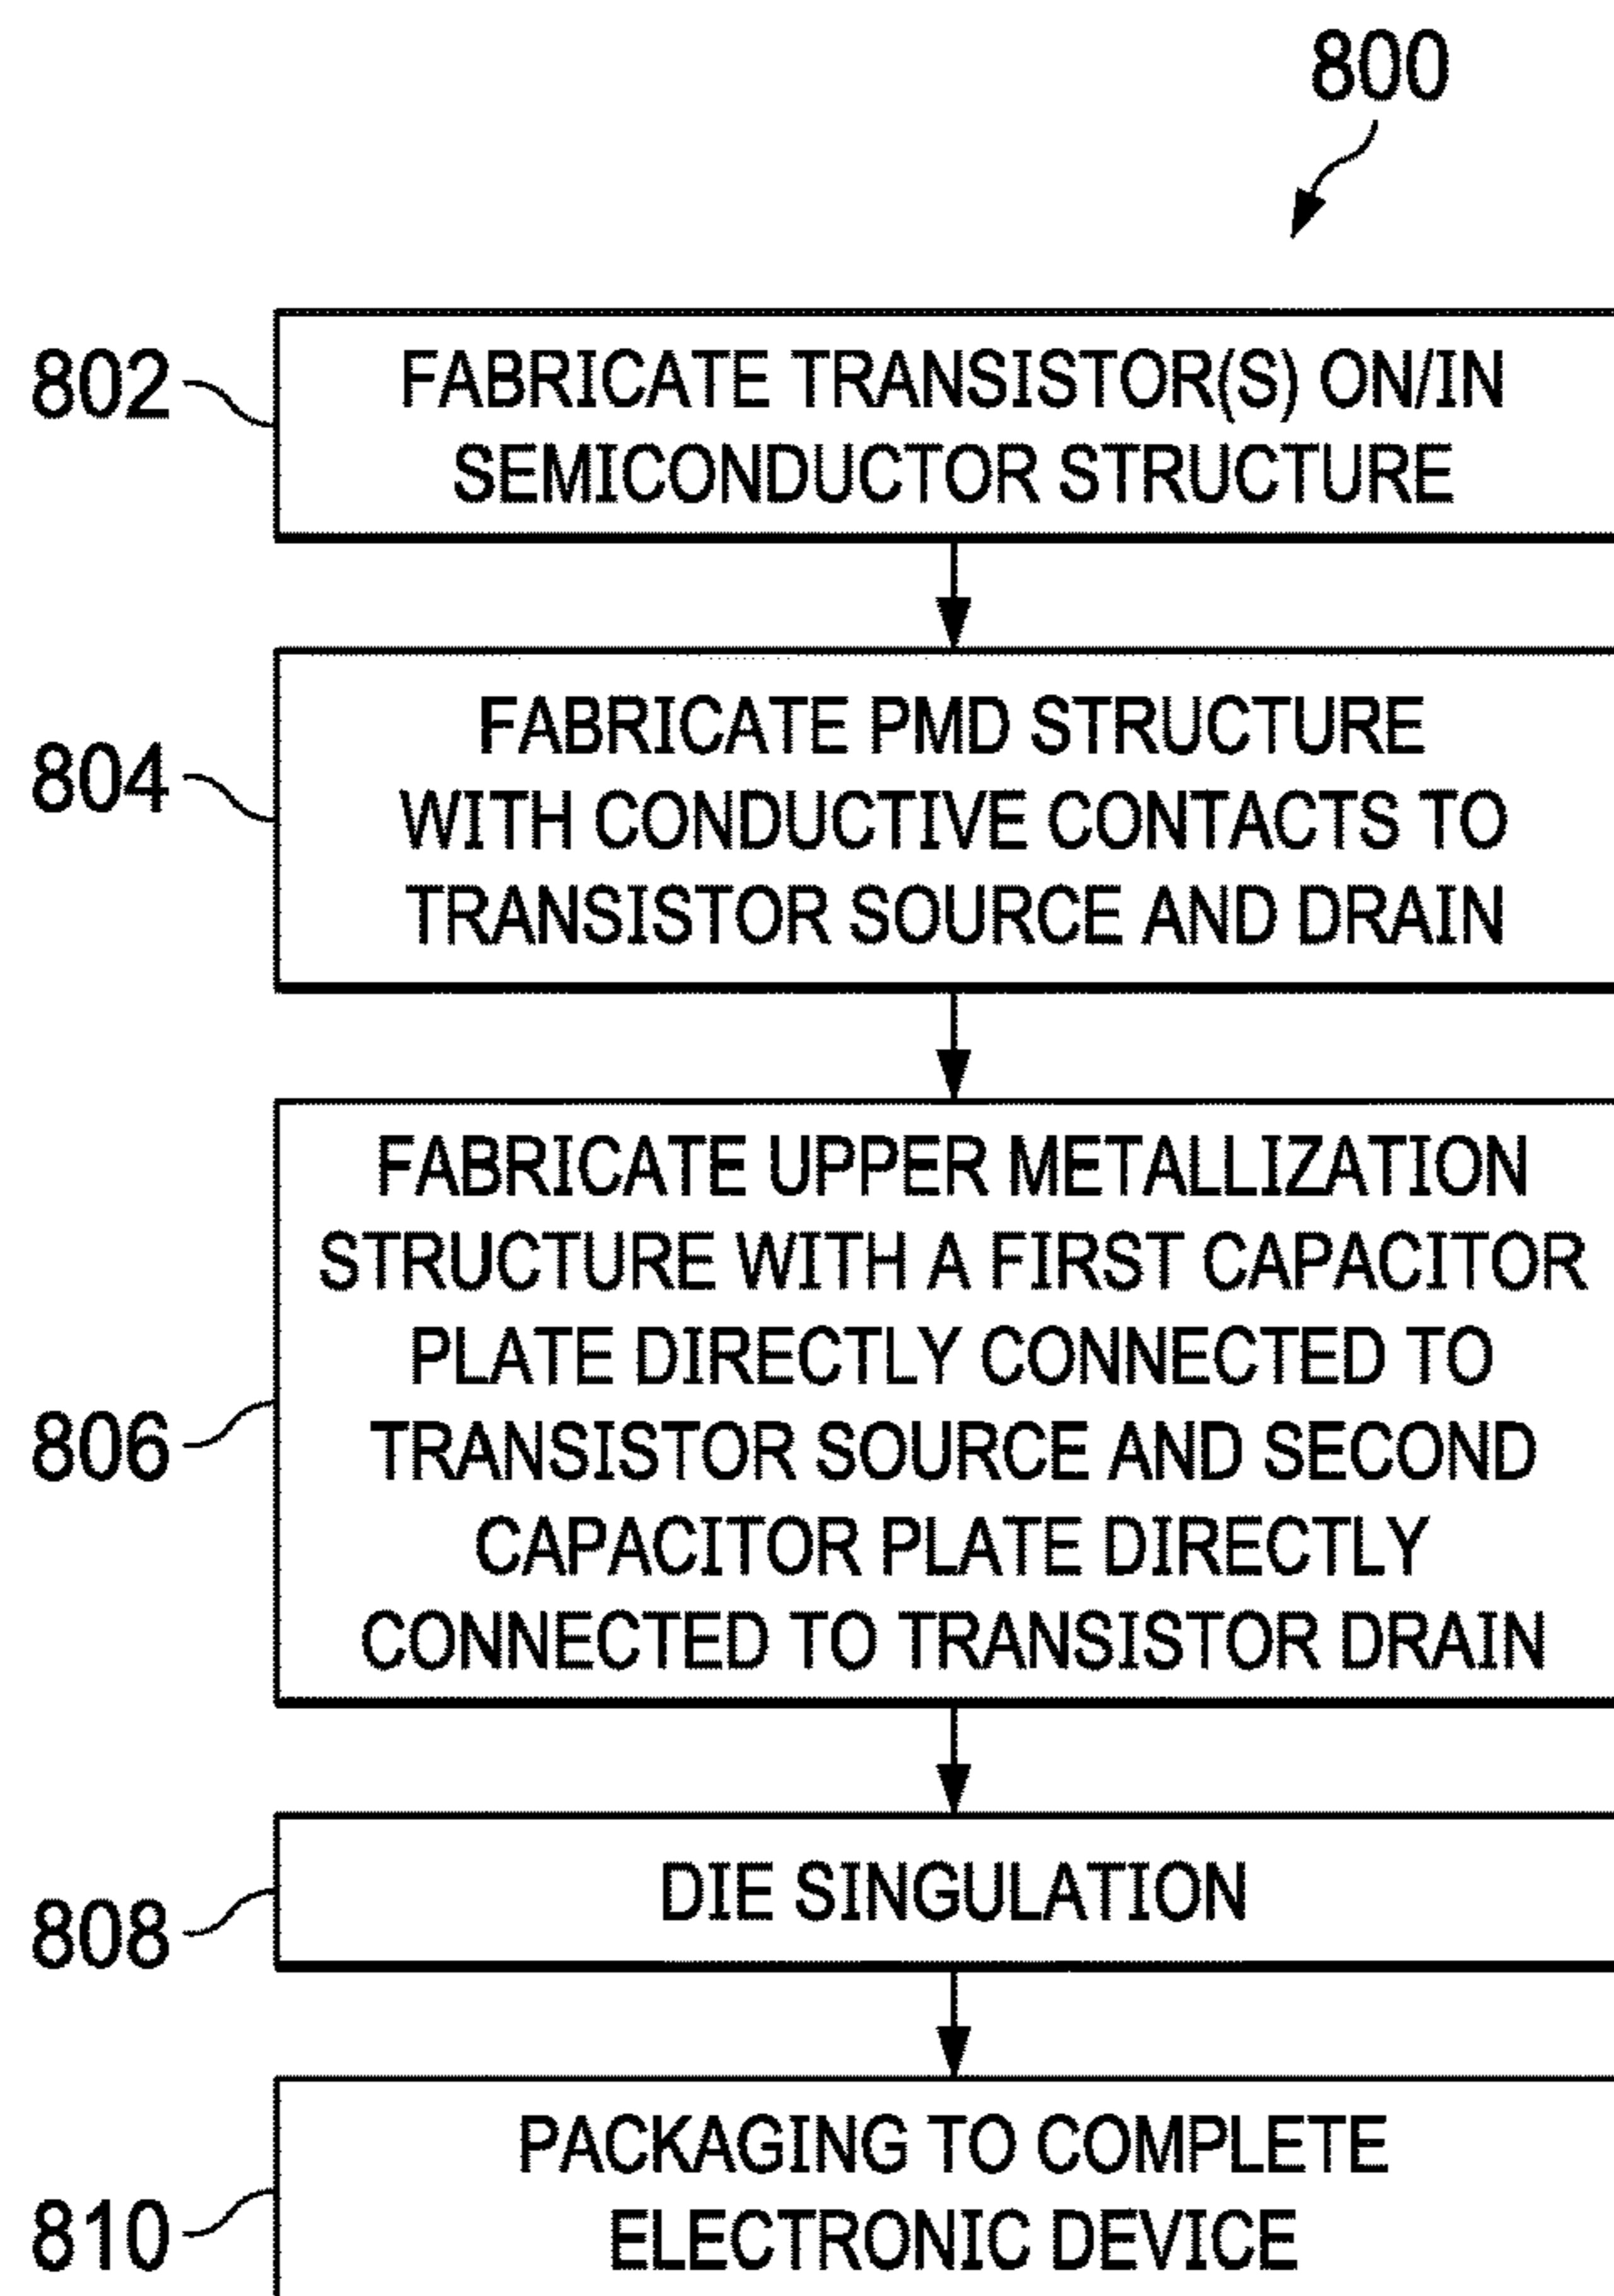 800
802
FABRICATE TRANSISTOR(S) ON/IN
SEMICONDUCTOR STRUCTURE
804
FABRICATE PMD STRUCTURE
WITH CONDUCTIVE CONTACTS TO
TRANSISTOR SOURCE AND DRAIN
806
FABRICATE UPPER METALLIZATION
STRUCTURE WITH A FIRST CAPACITOR
PLATE DIRECTLY CONNECTED TO
TRANSISTOR SOURCE AND SECOND
CAPACITOR PLATE DIRECTLY
CONNECTED TO TRANSISTOR DRAIN
808
DIE SINGULATION
810
PACKAGING TO COMPLETE
ELECTRONIC DEVICE